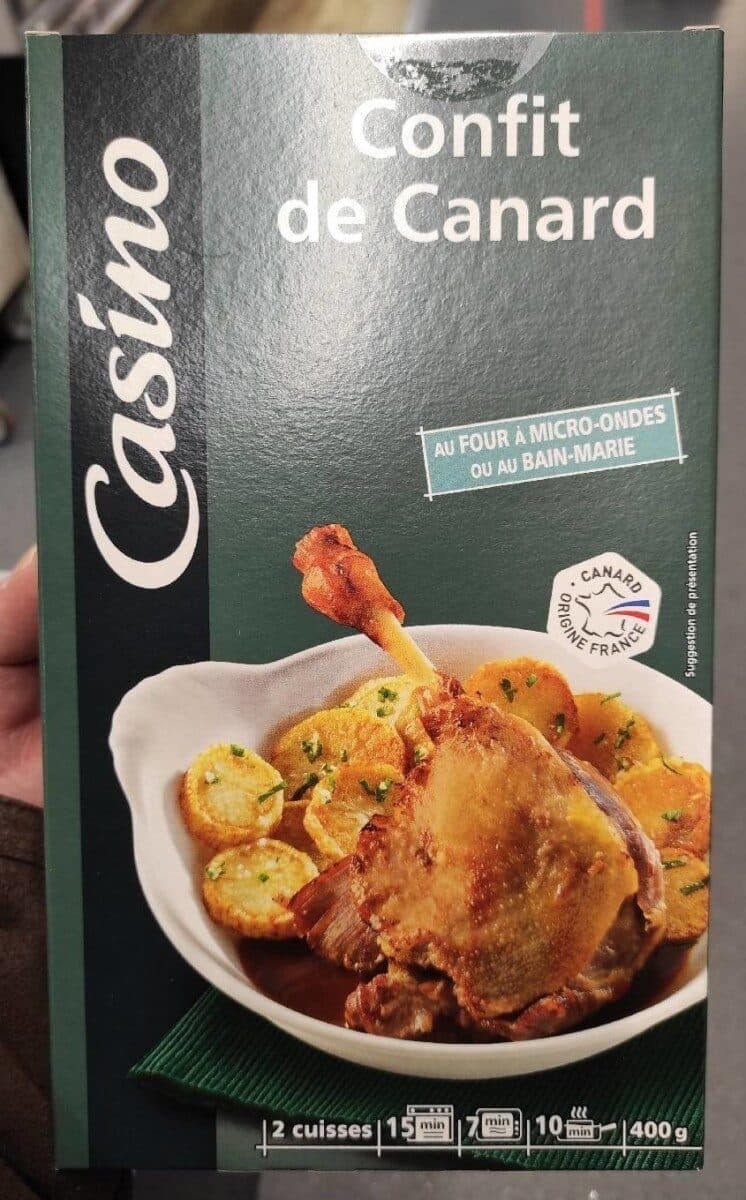 Casino
Confit
de Canard
AU FOUR À MICRO-ONDES
OU AU BAIN-MARIE
• CANARD •
ORIGINE FRANCE
Suggestion de présentation
2 cuisses 15 min 7 min 10 min 400 g